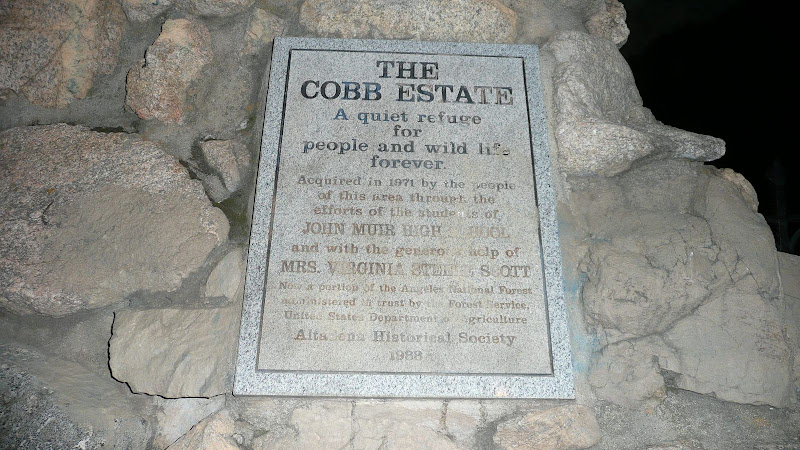 THE
COBB ESTATE
A quiet refuge
for
people and wild life
forever.
Acquired in 1971 by the people
of this area through the
efforts of the students of,
JOHN MUIR HIGH SCHOOL
and with the generous help of
MRS. VIRGINIA STEELE SCOTT
Now a portion of the Angeles National Forest
administered in trust by the Forest Service,
United States Department of Agriculture
Altadena Historical Society
1988